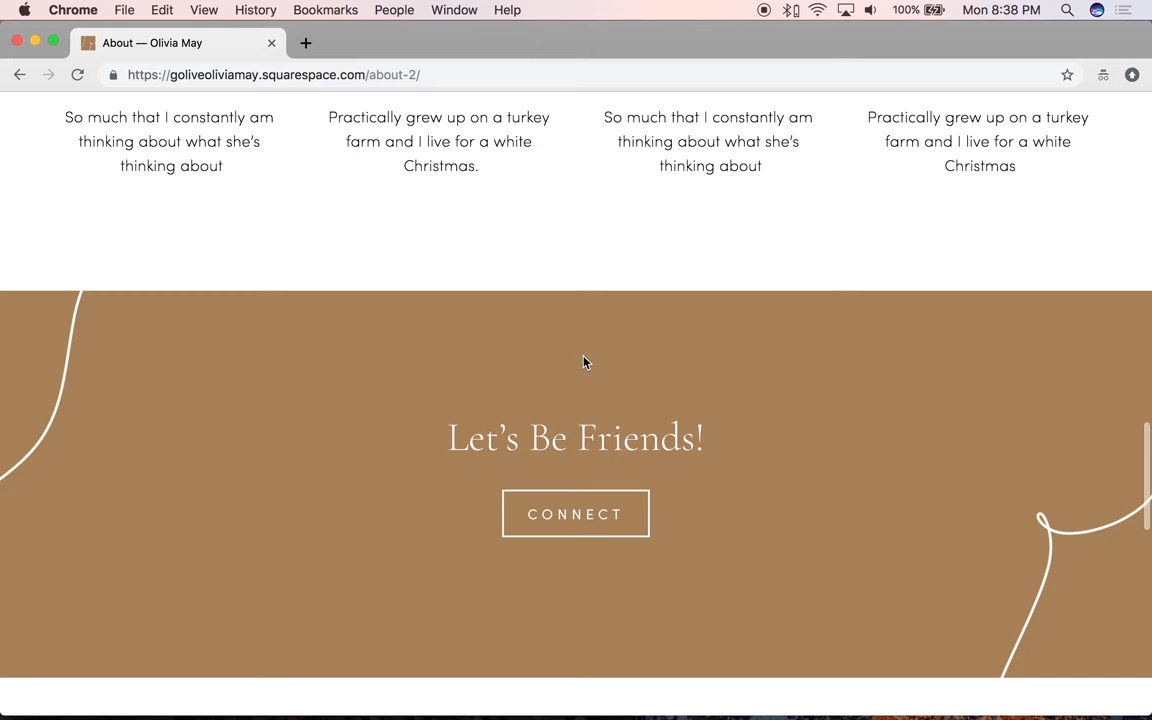 Chrome File Edit View History Bookmarks People Window Help 100% Mon 8:38 PM
About — Olivia May
https://goliveoliviamay.squarespace.com/about-2/
So much that I constantly am
thinking about what she’s
thinking about
Practically grew up on a turkey
farm and I live for a white
Christmas.
So much that I constantly am
thinking about what she’s
thinking about
Practically grew up on a turkey
farm and I live for a white
Christmas
Let’s Be Friends!
CONNECT